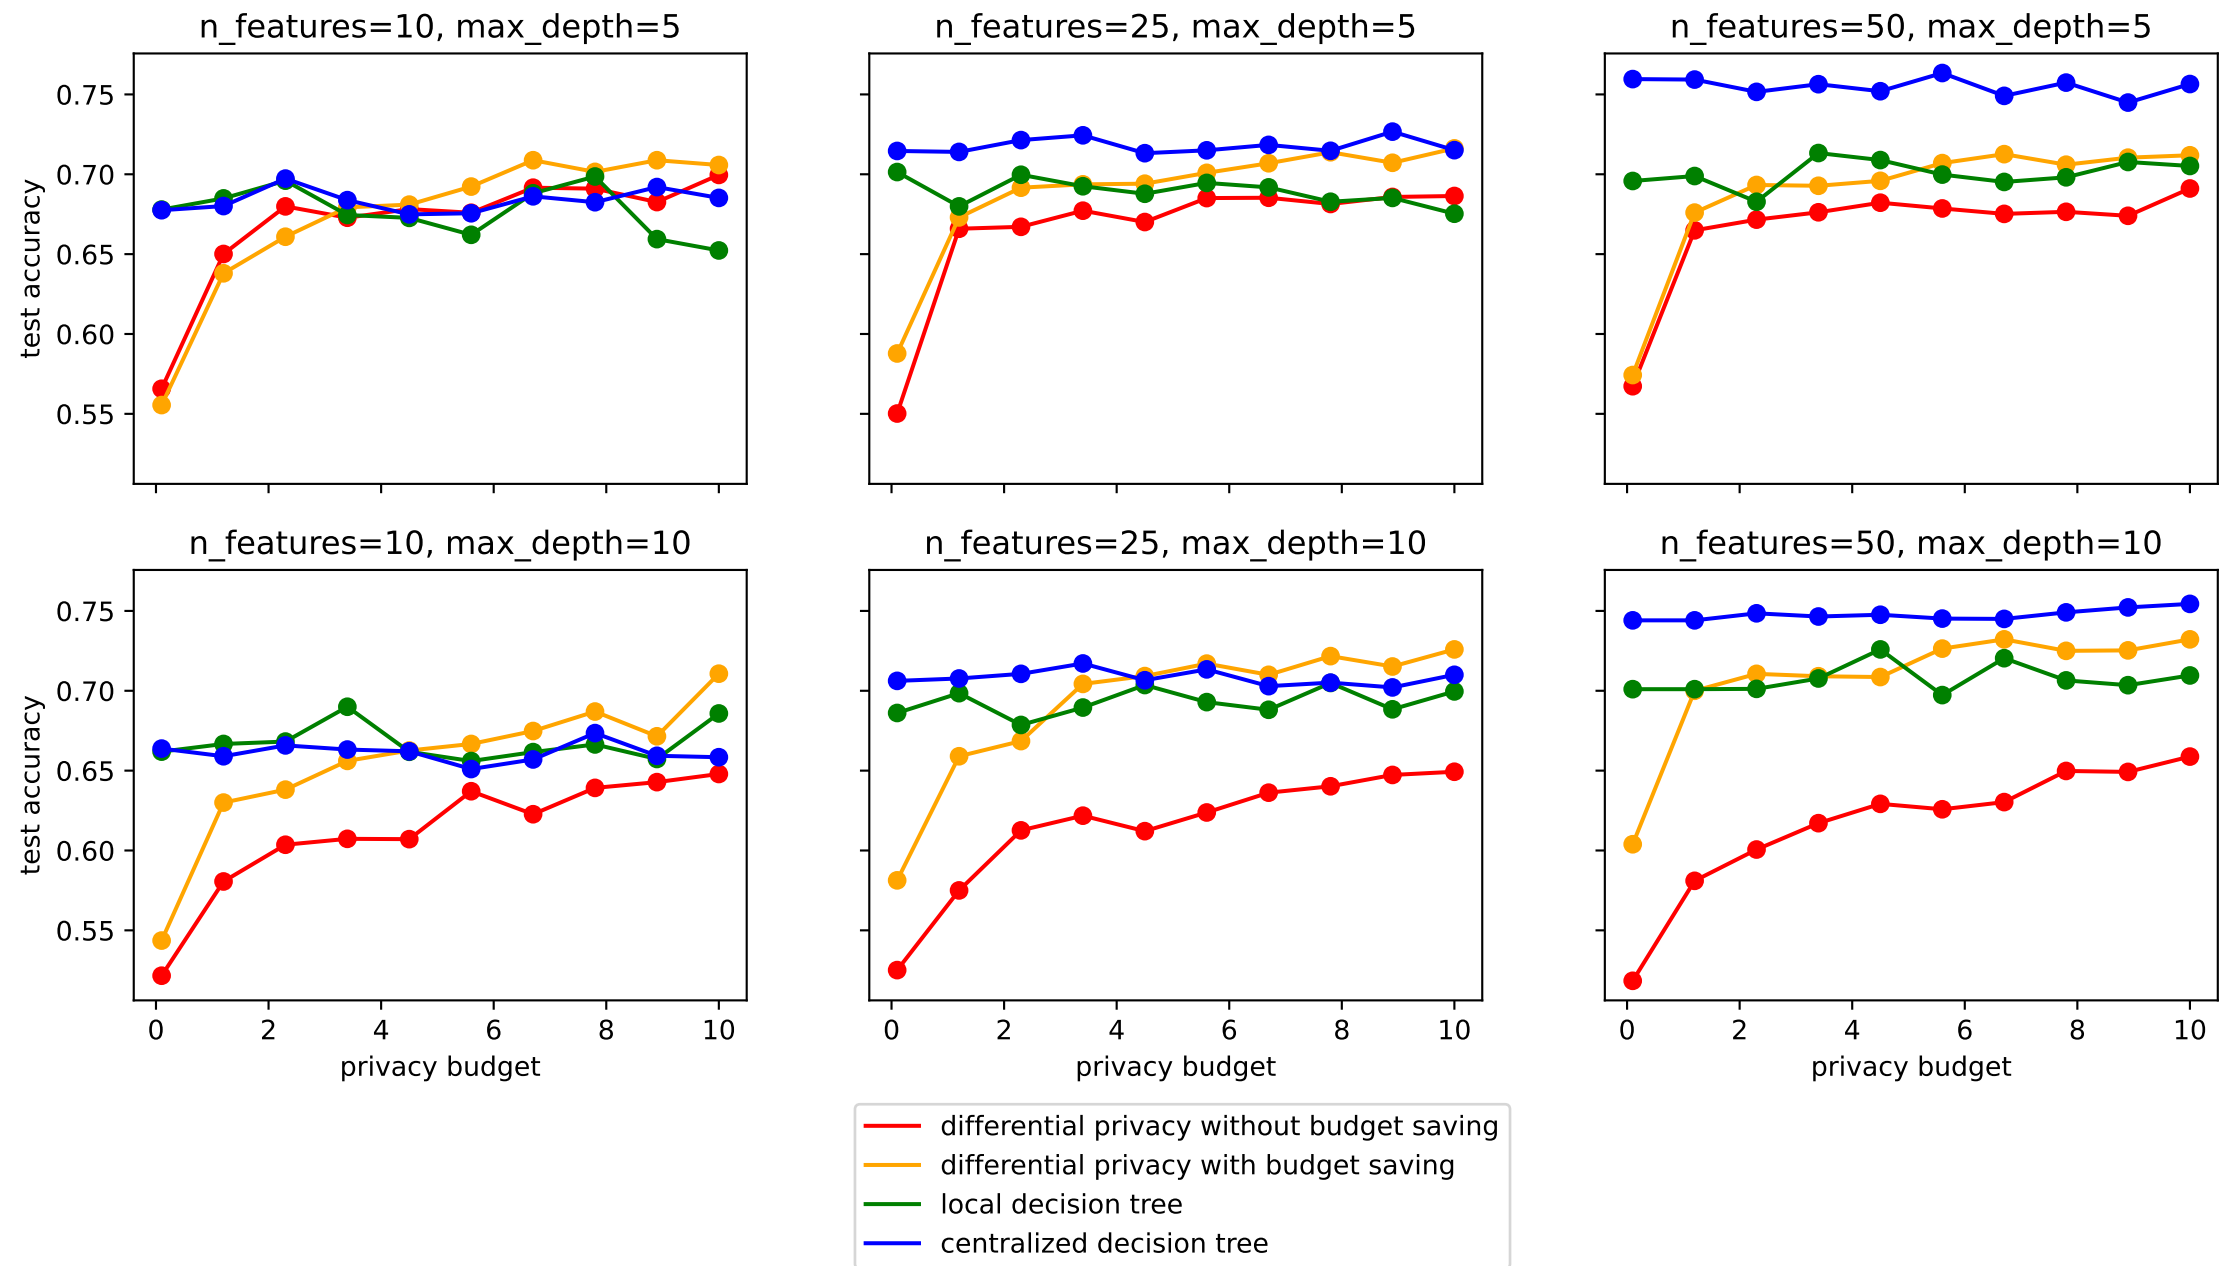 n_features=10, max_depth=5
n_features=25, max_depth=5
n_features=50, max_depth=5
test accuracy
0.75
0.70
0.65
0.60
0.55
n_features=10, max_depth=10
n_features=25, max_depth=10
n_features=50, max_depth=10
test accuracy
0.75
0.70
0.65
0.60
0.55
0 2 4 6 8 10
0 2 4 6 8 10
0 2 4 6 8 10
privacy budget
privacy budget
privacy budget
differential privacy without budget saving
differential privacy with budget saving
local decision tree
centralized decision tree